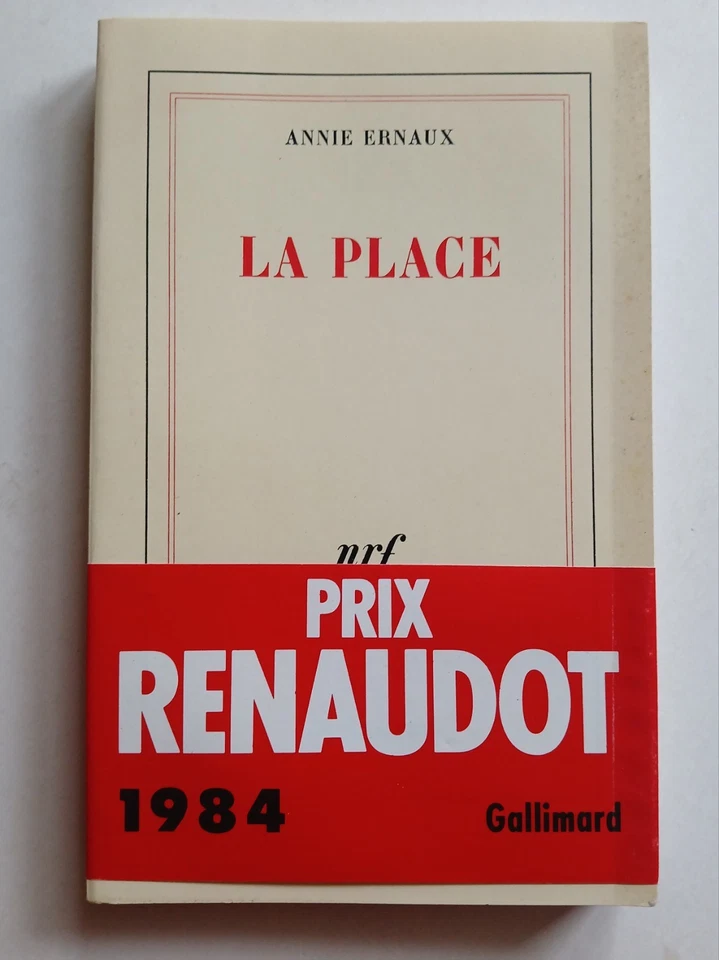 ANNIE ERNAUX
LA PLACE
nrf
PRIX
RENAUDOT
1984 Gallimard